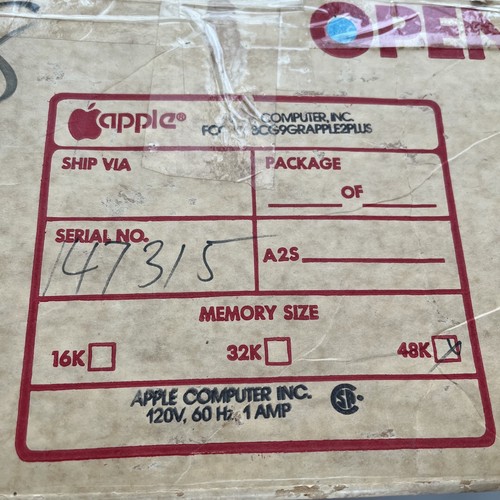 OPE
apple®
COMPUTER, INC.
FCC BCG9GRAPPLE2PLUS
SHIP VIA
PACKAGE
OF
SERIAL NO.
147315
A2S
MEMORY SIZE
16K
32K
48K X
APPLE COMPUTER INC.
120V, 60 Hz, 1 AMP